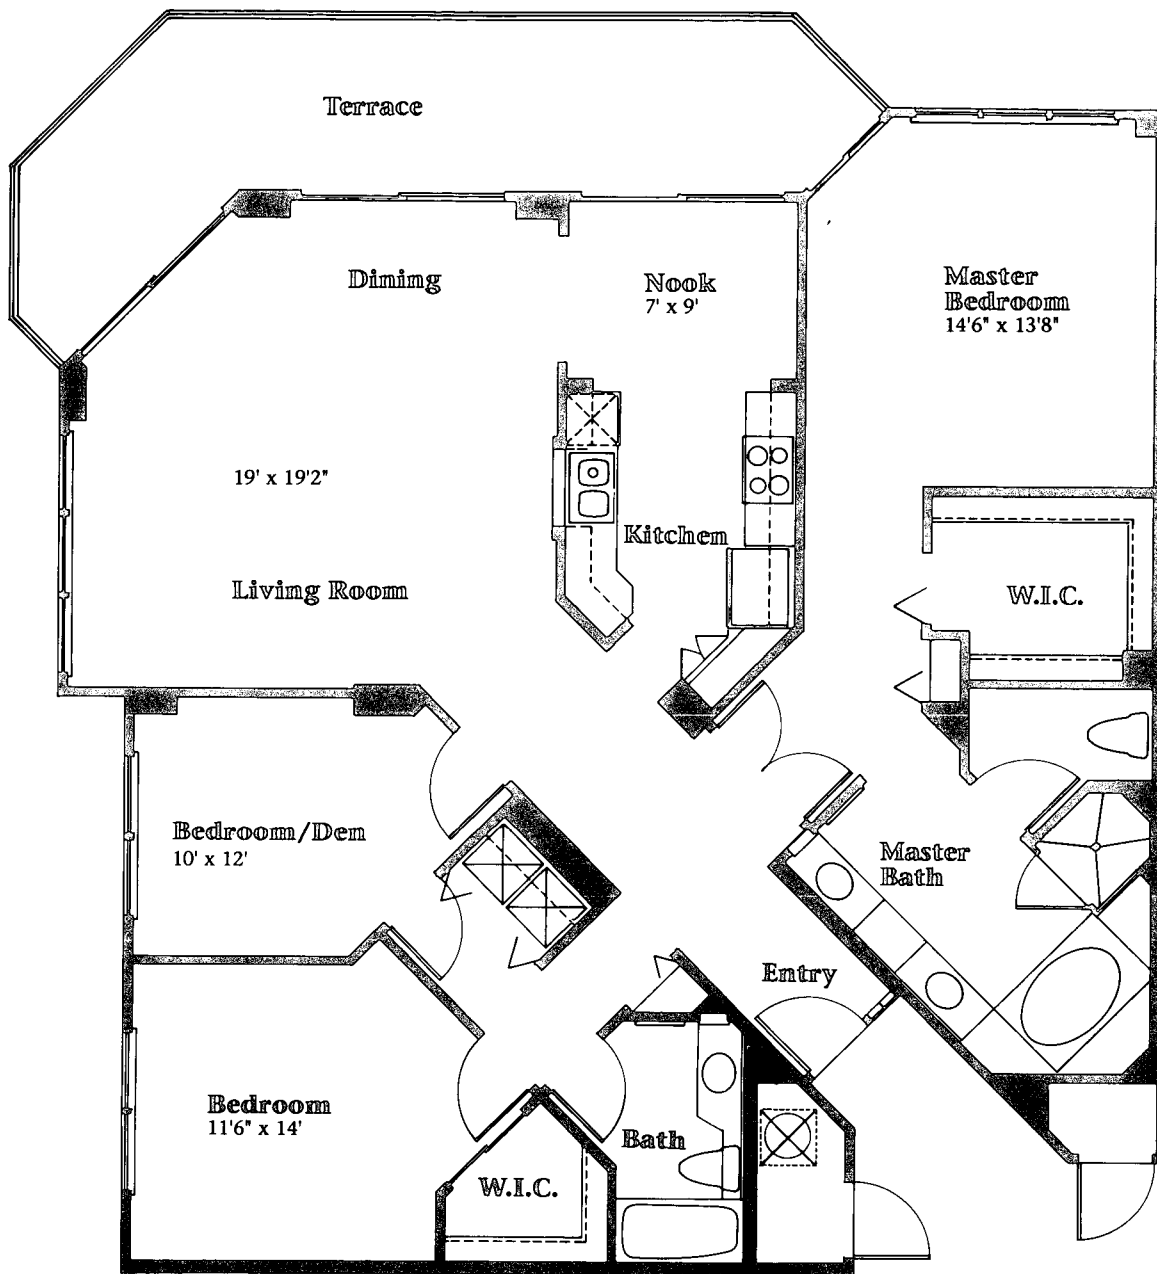 Terrace
Dining
Nook
7' x 9'
Master
Bedroom
14'6" x 13'8"
19' x 19'2"
Kitchen
Living Room
W.I.C.
Bedroom/Den
10' x 12'
Master
Bath
Entry
Bedroom
11'6" x 14'
Bath
W.I.C.